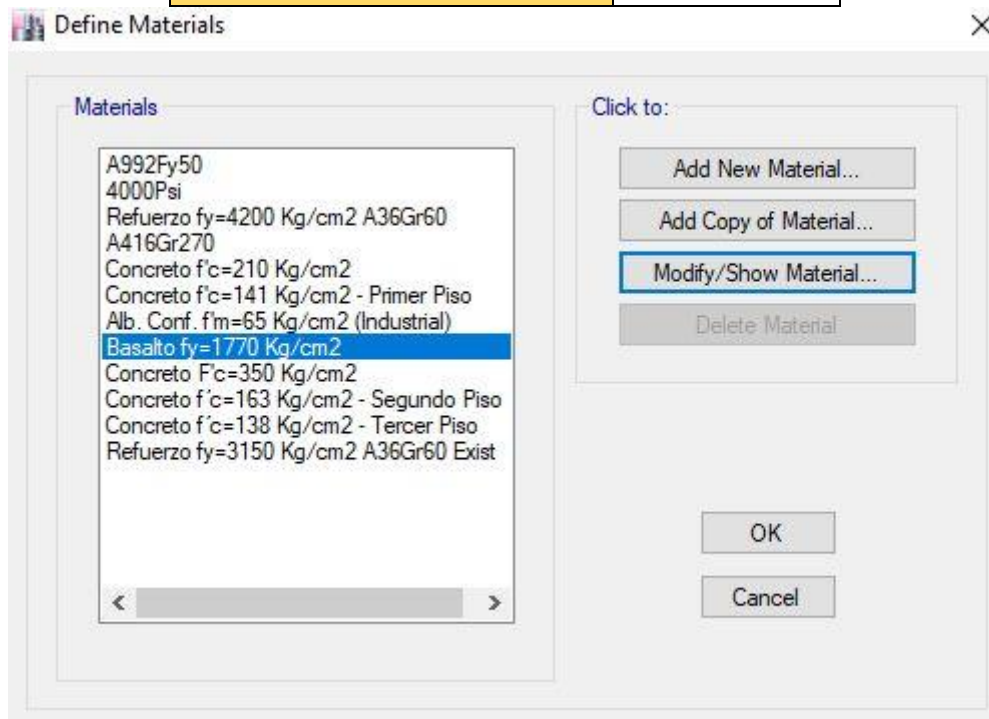 Define Materials
Materials
A992Fy50
4000Psi
Refuerzo fy=4200 Kg/cm2 A36Gr60
A416Gr270
Concreto f'c=210 Kg/cm2
Concreto f'c=141 Kg/cm2 - Primer Piso
Alb. Conf. f'm=65 Kg/cm2 (Industrial)
Basalto fy=1770 Kg/cm2
Concreto F'c=350 Kg/cm2
Concreto f´c=163 Kg/cm2 - Segundo Piso
Concreto f´c=138 Kg/cm2 - Tercer Piso
Refuerzo fy=3150 Kg/cm2 A36Gr60 Exist
Click to:
Add New Material...
Add Copy of Material...
Modify/Show Material...
Delete Material
OK
Cancel